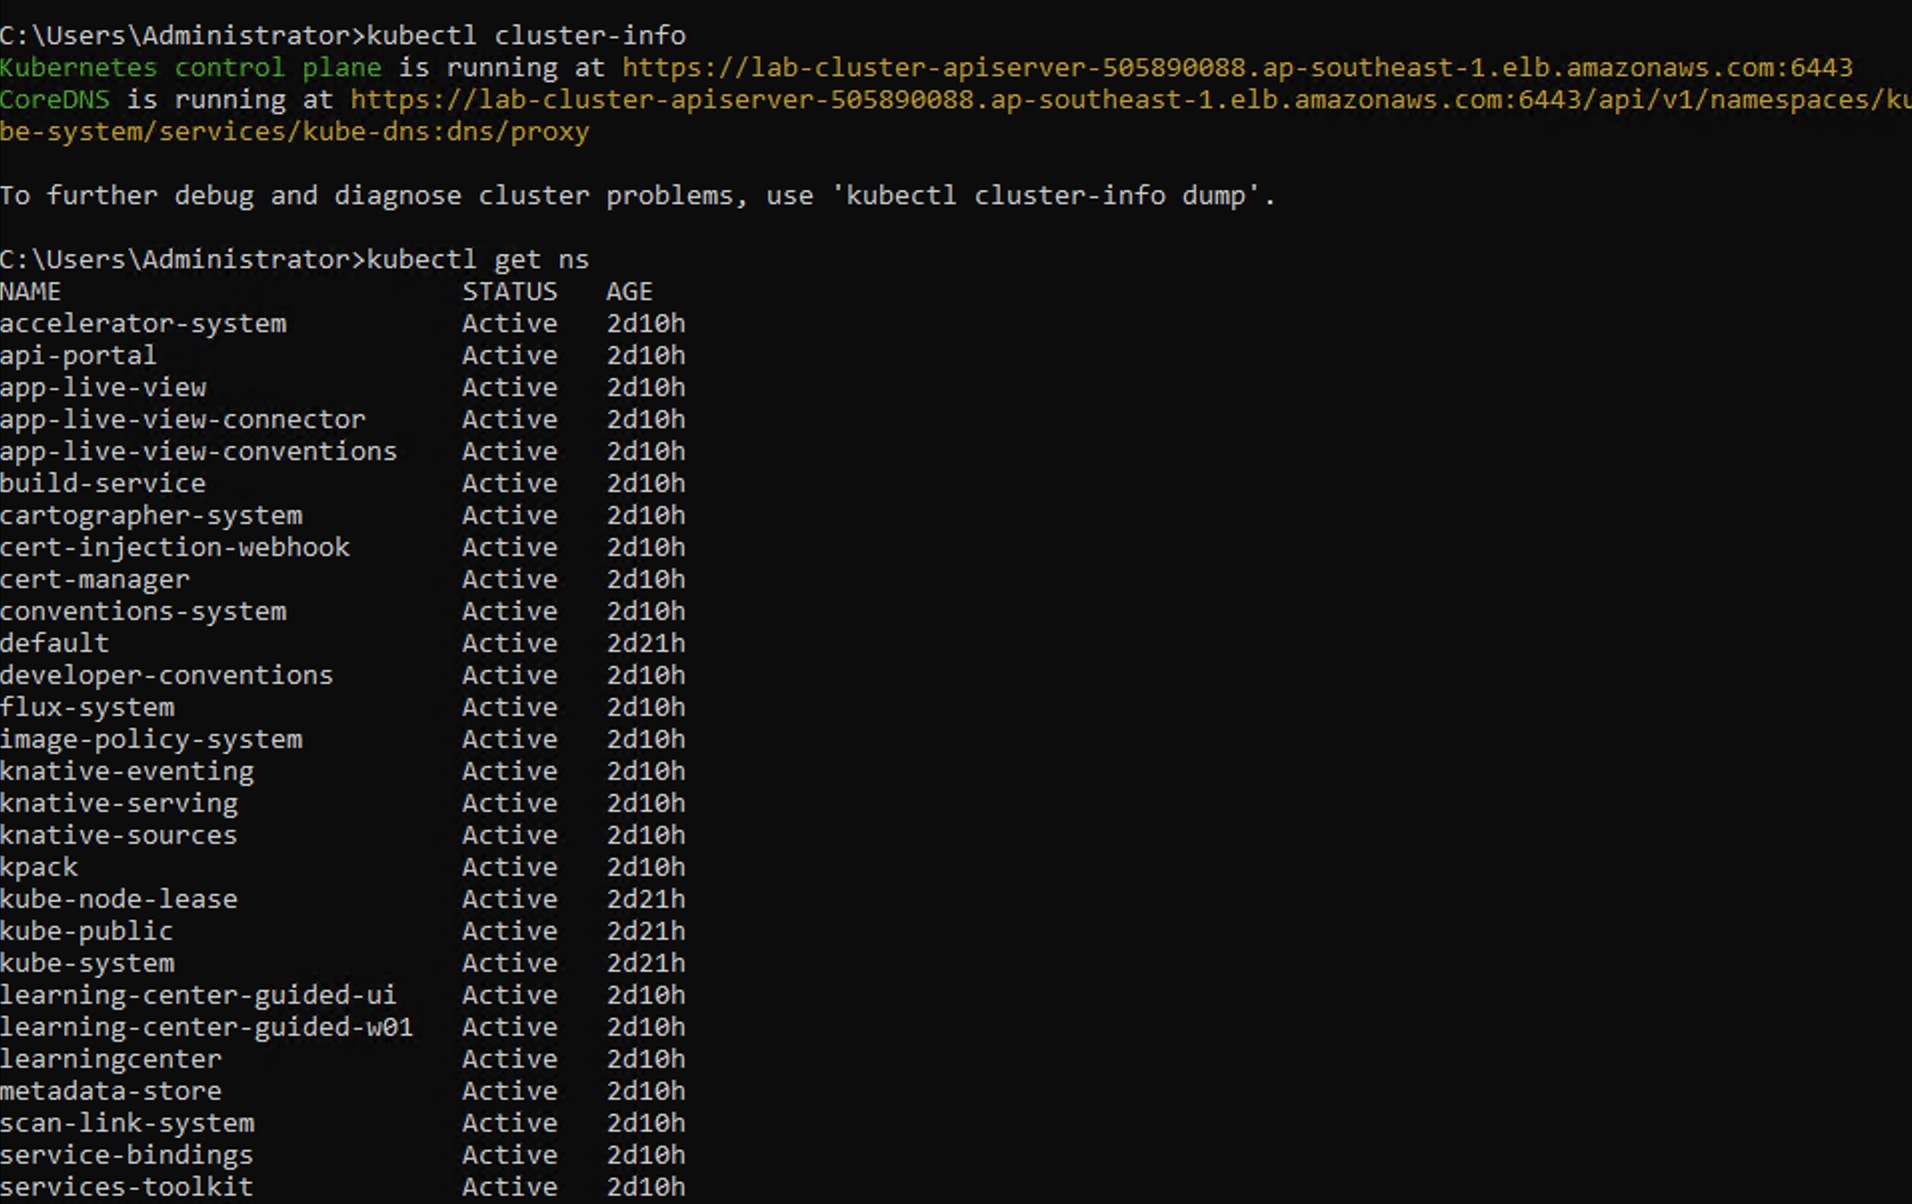 C:\Users\Administrator>kubectl cluster-info
Kubernetes control plane is running at https://lab-cluster-apiserver-505890088.ap-southeast-1.elb.amazonaws.com:6443
CoreDNS is running at https://lab-cluster-apiserver-505890088.ap-southeast-1.elb.amazonaws.com:6443/api/v1/namespaces/ku
be-system/services/kube-dns:dns/proxy
To further debug and diagnose cluster problems, use 'kubectl cluster-info dump'.
C:\Users\Administrator>kubectl get ns
NAME STATUS AGE
accelerator-system Active 2d10h
api-portal Active 2d10h
app-live-view Active 2d10h
app-live-view-connector Active 2d10h
app-live-view-conventions Active 2d10h
build-service Active 2d10h
cartographer-system Active 2d10h
cert-injection-webhook Active 2d10h
cert-manager Active 2d10h
conventions-system Active 2d10h
default Active 2d21h
developer-conventions Active 2d10h
flux-system Active 2d10h
image-policy-system Active 2d10h
knative-eventing Active 2d10h
knative-serving Active 2d10h
knative-sources Active 2d10h
kpack Active 2d10h
kube-node-lease Active 2d21h
kube-public Active 2d21h
kube-system Active 2d21h
learning-center-guided-ui Active 2d10h
learning-center-guided-w01 Active 2d10h
learningcenter Active 2d10h
metadata-store Active 2d10h
scan-link-system Active 2d10h
service-bindings Active 2d10h
services-toolkit Active 2d10h